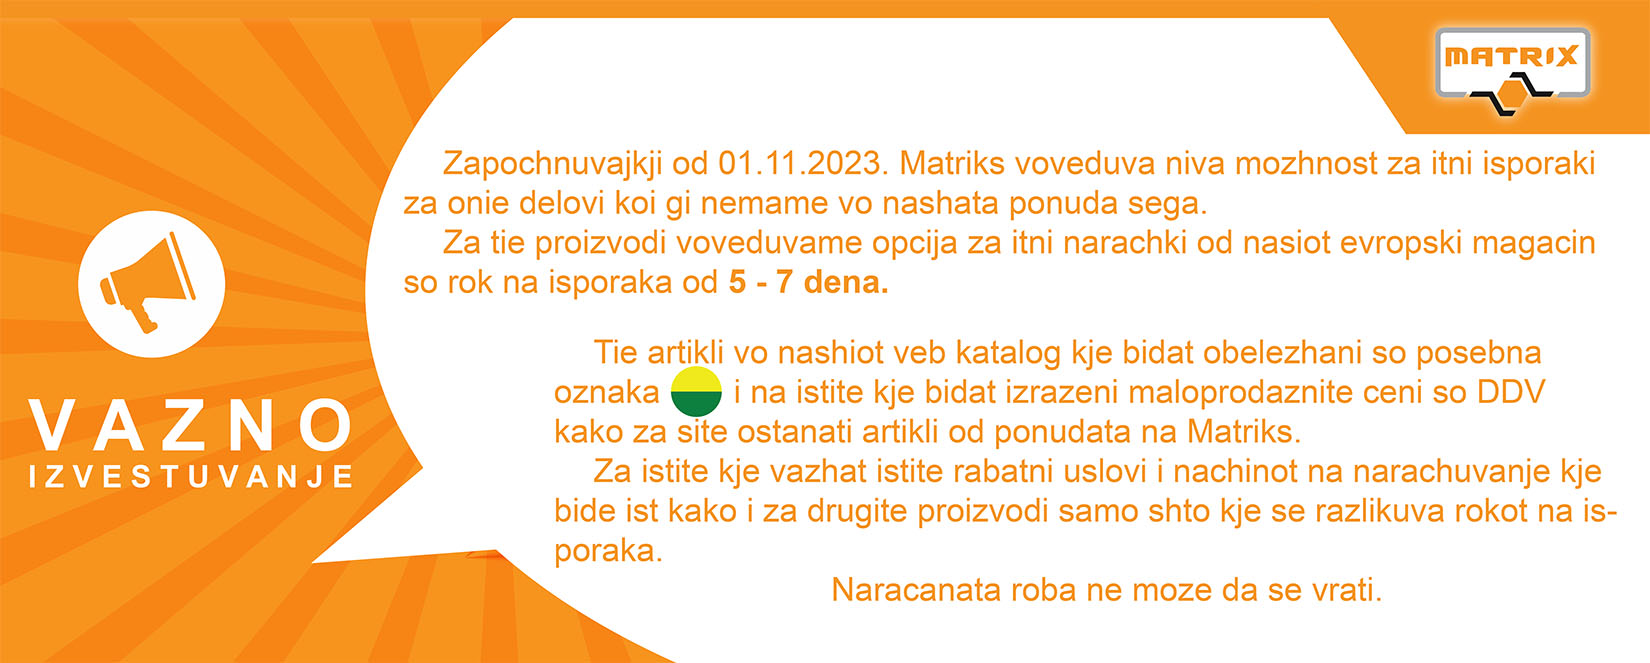 MATRIX
Zapochnuvajkji od 01.11.2023. Matriks voveduva niva mozhnost za itni isporaki
za onie delovi koi gi nemame vo nashata ponuda sega.
Za tie proizvodi voveduvame opcija za itni narachki od nasiot evropski magacin
so rok na isporaka od 5 - 7 dena.
Tie artikli vo nashiot veb katalog kje bidat obelezhani so posebna
oznaka i na istite kje bidat izrazeni maloprodaznite ceni so DDV
kako za site ostanati artikli od ponudata na Matriks.
Za istite kje vazhat istite rabatni uslovi i nachinot na narachuvanje kje
bide ist kako i za drugite proizvodi samo shto kje se razlikuva rokot na is-
poraka.
Naracanata roba ne moze da se vrati.
VAZNO
IZVESTUVANJE